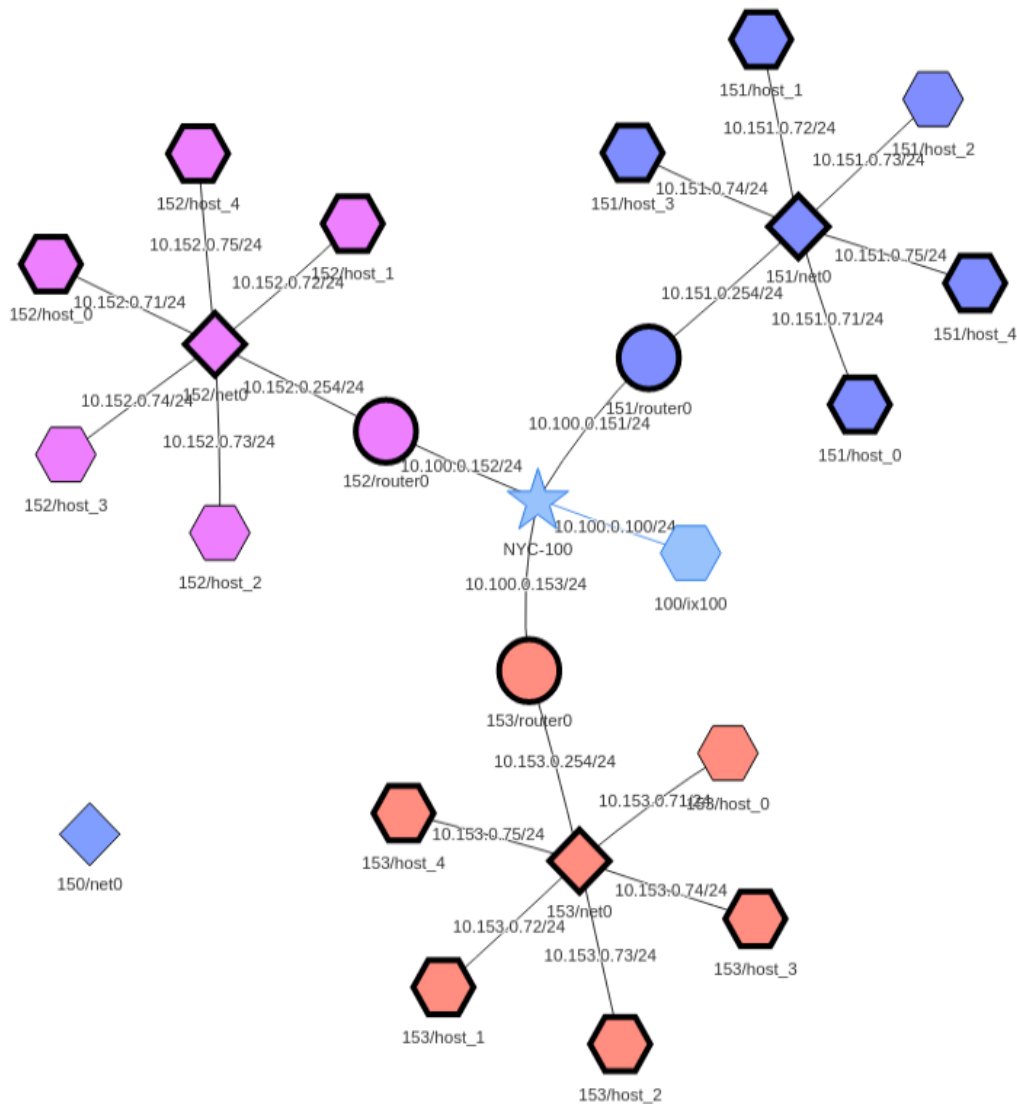 151/host_1
10.151.0.72/24
151/host_2
10.151.0.73/24
10.151.0.74/24
151/host_3
10.151.0.75/24
151/net0
10.151.0.254/24
10.151.0.71/24
151/host_4
151/router0
151/host_0
152/host_4
10.152.0.75/24
152/host_1
10.152.0.72/24
10.152.0.71/24
152/host_0
152/net0
10.152.0.254/24
10.152.0.74/24
10.152.0.73/24
152/host_3
152/host_2
152/router0
10.100.0.152/24
10.100.0.151/24
10.100.0.100/24
NYC-100
10.100.0.153/24
100/ix100
153/router0
10.153.0.254/24
10.153.0.71/24
153/host_0
10.153.0.75/24
153/host_4
10.153.0.74/24
153/net0
10.153.0.72/24
10.153.0.73/24
153/host_3
153/host_1
153/host_2
150/net0